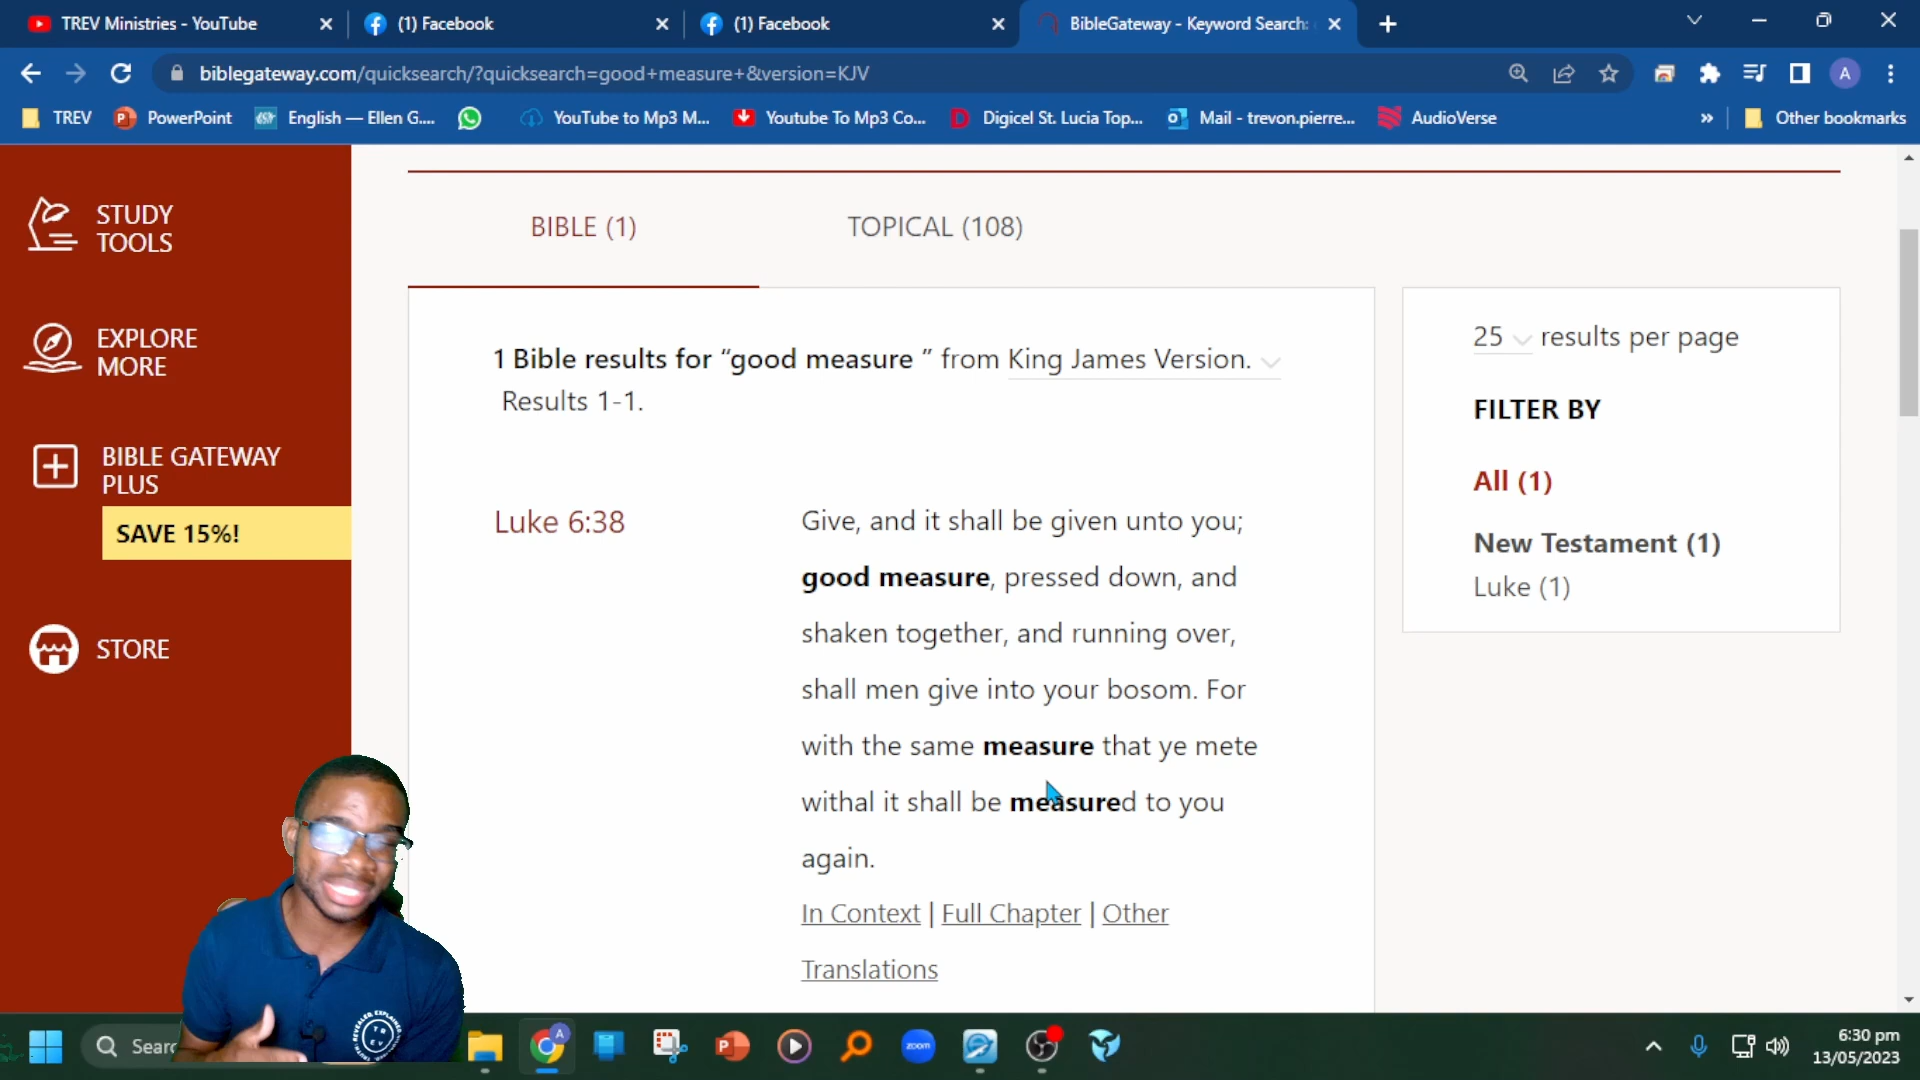 TREV Ministries - YouTube
(1) Facebook
(1) Facebook
BibleGateway - Keyword Search:
biblegateway.com/quicksearch/?quicksearch=good+measure+&version=KJV
A
TREV
PowerPoint
English — Ellen G....
YouTube to Mp3 M...
Youtube To Mp3 Co...
Digicel St. Lucia Top...
Mail - trevon.pierre...
AudioVerse
»
Other bookmarks
STUDY
TOOLS
EXPLORE
MORE
BIBLE GATEWAY
PLUS
SAVE 15%!
STORE
BIBLE (1)
TOPICAL (108)
1 Bible results for “good measure ” from King James Version.
Results 1-1.
Luke 6:38
Give, and it shall be given unto you;
good measure, pressed down, and
shaken together, and running over,
shall men give into your bosom. For
with the same measure that ye mete
withal it shall be measured to you
again.
In Context | Full Chapter | Other
Translations
25 results per page
FILTER BY
All (1)
New Testament (1)
Luke (1)
Searc
zoom
6:30 pm
13/05/2023